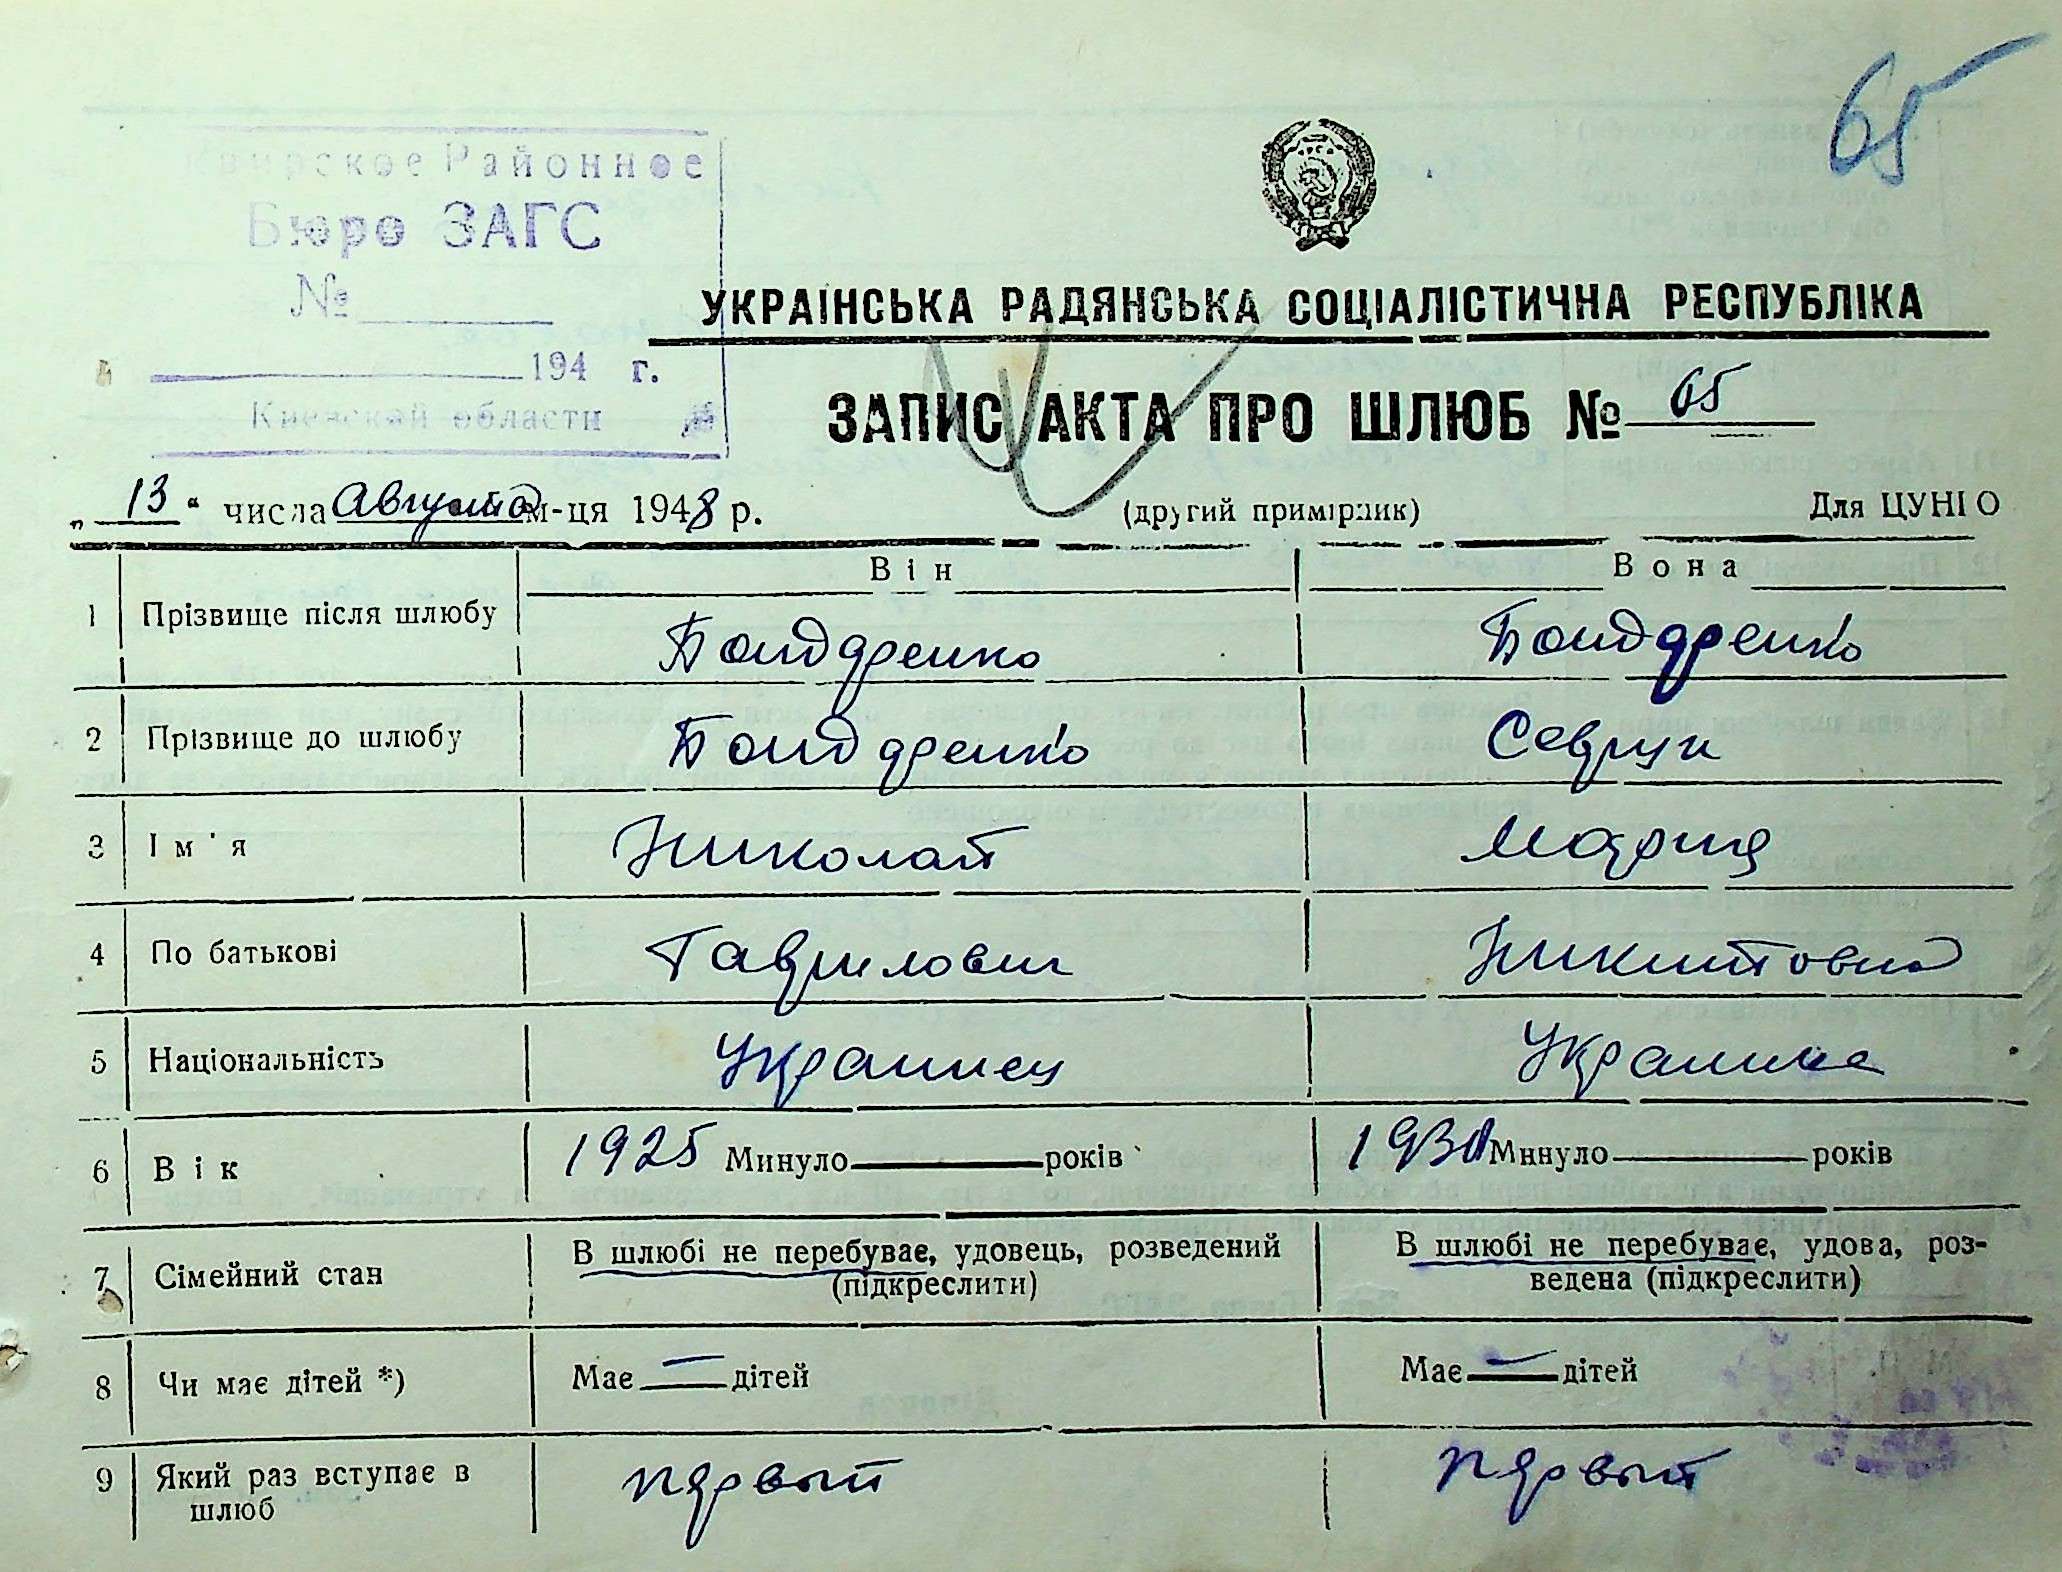 65
Районное
Бюро ЗАГС
№
194 г.
Киевской области
УКРАЇНСЬКА РАДЯНСЬКА СОЦІАЛІСТИЧНА РЕСПУБЛІКА
ЗАПИС АКТА ПРО ШЛЮБ № 65
„ 13 " числа Августа м-ця 1948 р.
(другий примірник)
Для ЦУНГО
Він
Вона
1 Прізвище після шлюбу Бондаренко Бондаренко
2 Прізвище до шлюбу Бондаренко Севрук
3 Ім'я Николай Мария
4 По батькові Гаврилович Никитовна
5 Національність Украинец Украинка
6 Вік 1925 Минуло років Минуло років
7 Сімейний стан В шлюбі не перебуває, удовець, розведений (підкреслити) В шлюбі не перебуває, удова, роз-
ведена (підкреслити)
8 Чи має дітей *) Має — дітей Має — дітей
9 Який раз вступає в шлюб первый первый